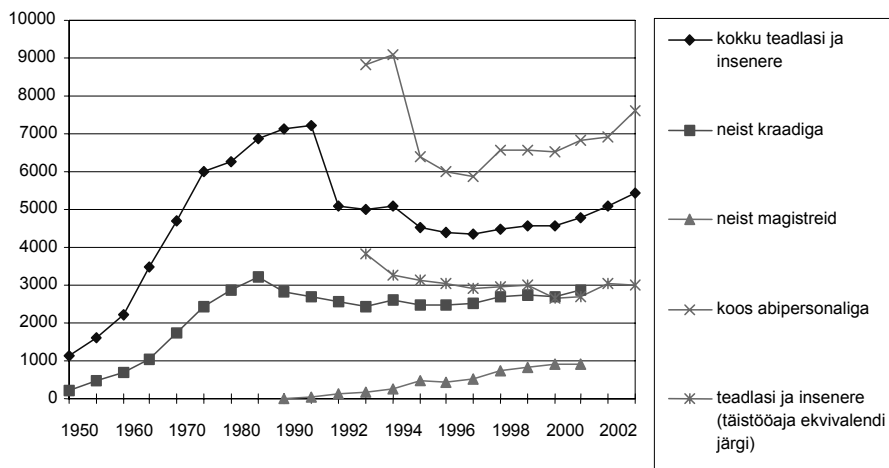 10000
9000
8000
7000
6000
5000
4000
3000
2000
1000
0
1950 1960 1970 1980 1990 1992 1994 1996 1998 2000 2002
kokku teadlasi ja
insenere
neist kraadiga
neist magistreid
koos abipersonaliga
teadlasi ja insenere
(täistööaja ekvivalendi
järgi)